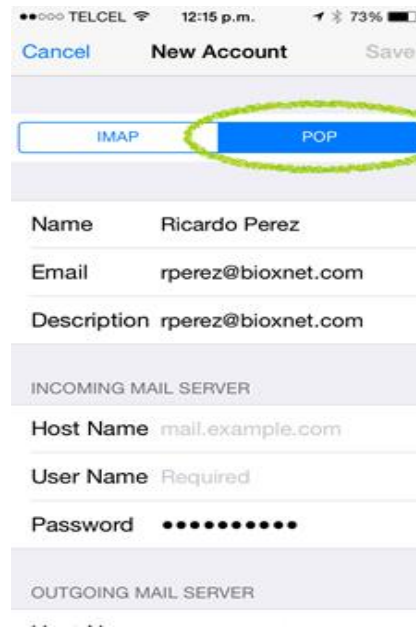 TELCEL 12:15 p.m. 73%
Cancel New Account Save
IMAP POP
Name Ricardo Perez
Email rperez@bioxnet.com
Description rperez@bioxnet.com
INCOMING MAIL SERVER
Host Name mail.example.com
User Name Required
Password ●●●●●●●●●●
OUTGOING MAIL SERVER